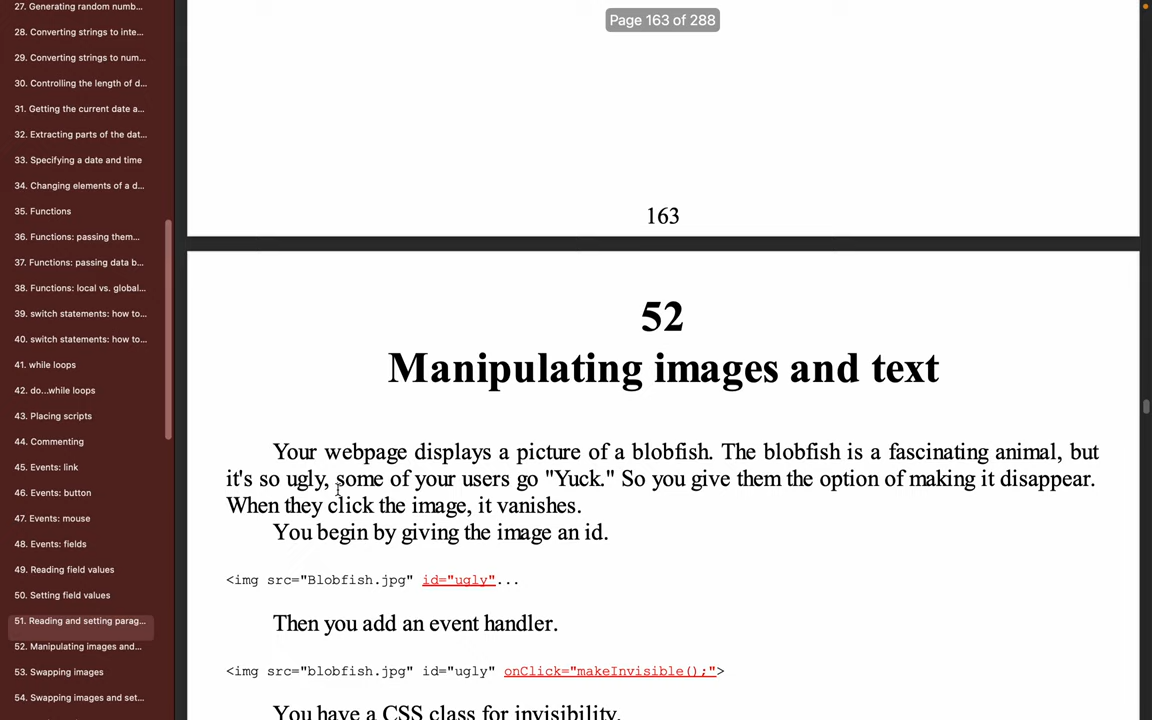 27. Generating random numb...
28. Converting strings to inte...
29. Converting strings to num...
30. Controlling the length of d...
31. Getting the current date a...
32. Extracting parts of the dat...
33. Specifying a date and time
34. Changing elements of a d...
35. Functions
36. Functions: passing them...
37. Functions: passing data b...
38. Functions: local vs. global...
39. switch statements: how to...
40. switch statements: how to...
41. while loops
42. do...while loops
43. Placing scripts
44. Commenting
45. Events: link
46. Events: button
47. Events: mouse
48. Events: fields
49. Reading field values
50. Setting field values
51. Reading and setting parag...
52. Manipulating images and...
53. Swapping images
54. Swapping images and set...
Page 163 of 288
163
52
Manipulating images and text
Your webpage displays a picture of a blobfish. The blobfish is a fascinating animal, but
it's so ugly, some of your users go "Yuck." So you give them the option of making it disappear.
When they click the image, it vanishes.
You begin by giving the image an id.
<img src="Blobfish.jpg" id="ugly"...
Then you add an event handler.
<img src="blobfish.jpg" id="ugly" onClick="makeInvisible();">
You have a CSS class for invisibility.